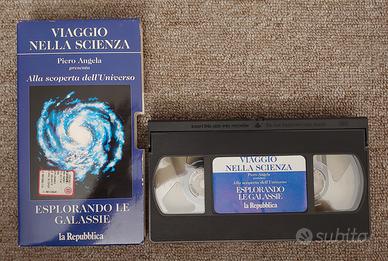 VIAGGIO
NELLA SCIENZA
Piero Angela
presenta
Alla scoperta dell'Universo
ESPLORANDO LE
GALASSIE
la Repubblica
VIAGGIO
NELLA SCIENZA
Piero Angela
presenta
Alla scoperta dell'Universo
ESPLORANDO
LE GALASSIE
la Repubblica
subito